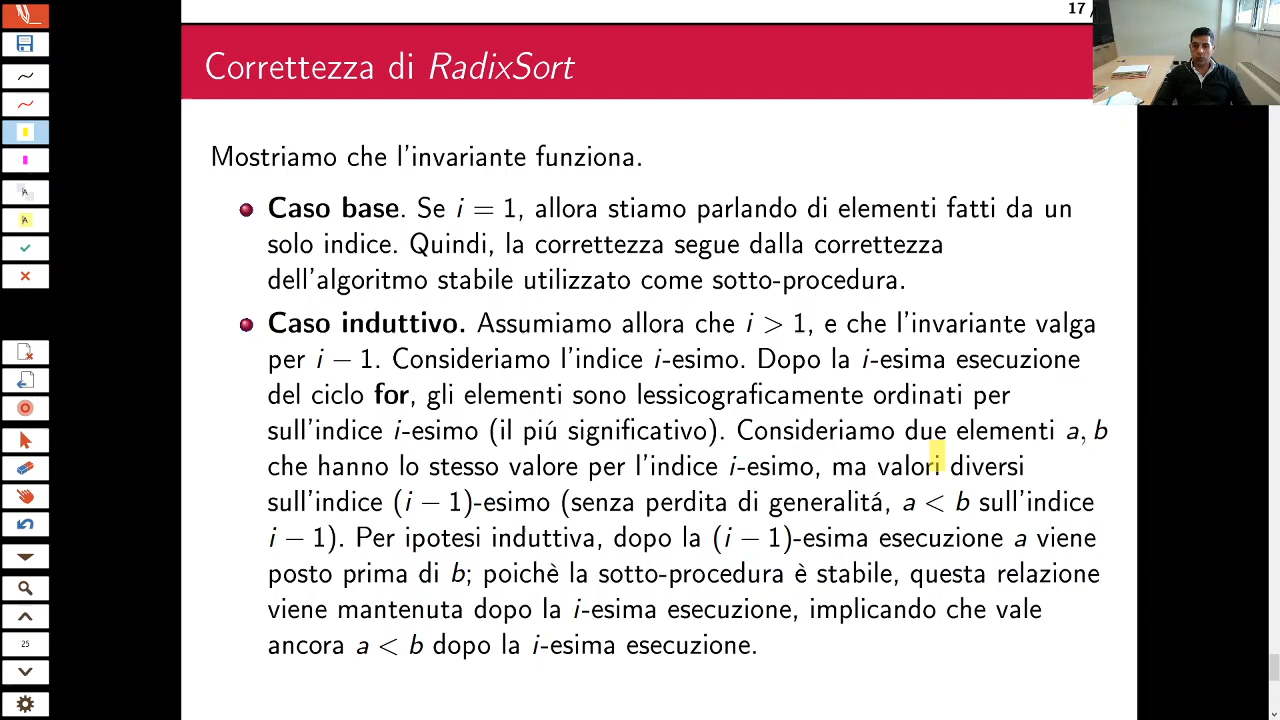 17 /
Correttezza di RadixSort
Mostriamo che l'invariante funziona.
Caso base. Se i = 1, allora stiamo parlando di elementi fatti da un
solo indice. Quindi, la correttezza segue dalla correttezza
dell'algoritmo stabile utilizzato come sotto-procedura.
Caso induttivo. Assumiamo allora che i > 1, e che l'invariante valga
per i − 1. Consideriamo l'indice i-esimo. Dopo la i-esima esecuzione
del ciclo for, gli elementi sono lessicograficamente ordinati per
sull'indice i-esimo (il piú significativo). Consideriamo due elementi a, b
che hanno lo stesso valore per l'indice i-esimo, ma valori diversi
sull'indice (i − 1)-esimo (senza perdita di generalitá, a < b sull'indice
i − 1). Per ipotesi induttiva, dopo la (i − 1)-esima esecuzione a viene
posto prima di b; poichè la sotto-procedura è stabile, questa relazione
viene mantenuta dopo la i-esima esecuzione, implicando che vale
ancora a < b dopo la i-esima esecuzione.
A
A
25